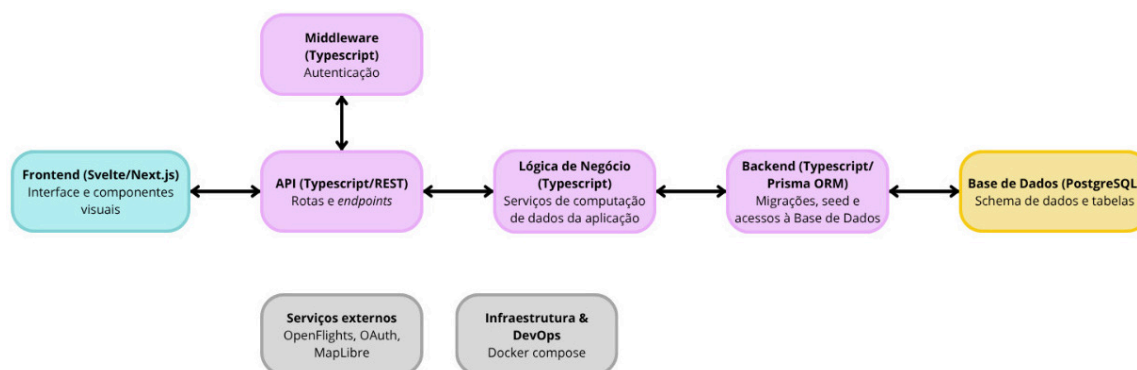 Middleware
(Typescript)
Autenticação
Frontend (Svelte/Next.js)
Interface e componentes
visuais
API (Typescript/REST)
Rotas e endpoints
Lógica de Negócio
(Typescript)
Serviços de computação
de dados da aplicação
Backend (Typescript/
Prisma ORM)
Migrações, seed e
acessos à Base de Dados
Base de Dados (PostgreSQL
Schema de dados e tabelas
Serviços externos
OpenFlights, OAuth,
MapLibre
Infraestrutura &
DevOps
Docker compose